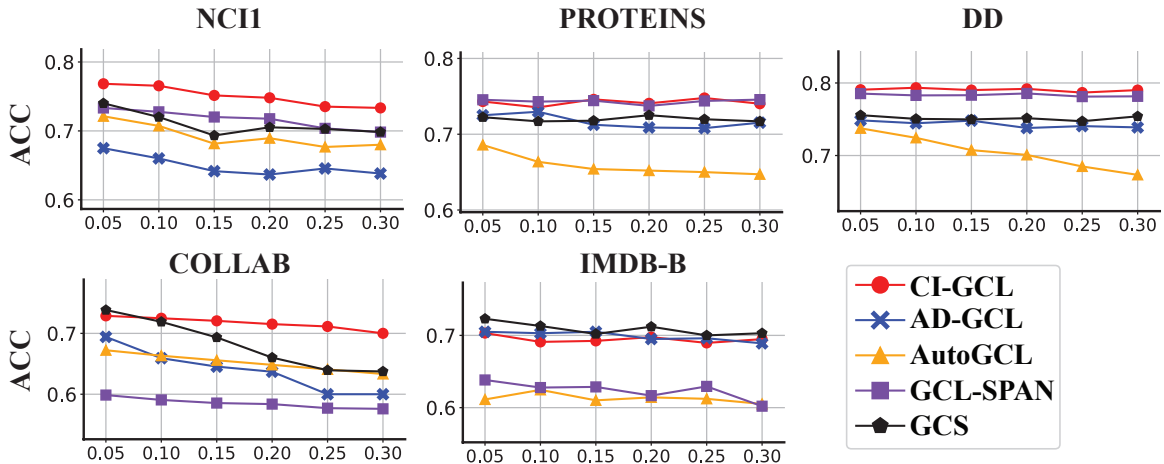 NCI1 PROTEINS DD
ACC
0.8 0.7 0.6
0.05 0.10 0.15 0.20 0.25 0.30
0.8 0.7 0.6
0.05 0.10 0.15 0.20 0.25 0.30
0.8 0.7
0.05 0.10 0.15 0.20 0.25 0.30
COLLAB IMDB-B
ACC
0.7 0.6
0.05 0.10 0.15 0.20 0.25 0.30
0.7 0.6
0.05 0.10 0.15 0.20 0.25 0.30
CI-GCL
AD-GCL
AutoGCL
GCL-SPAN
GCS